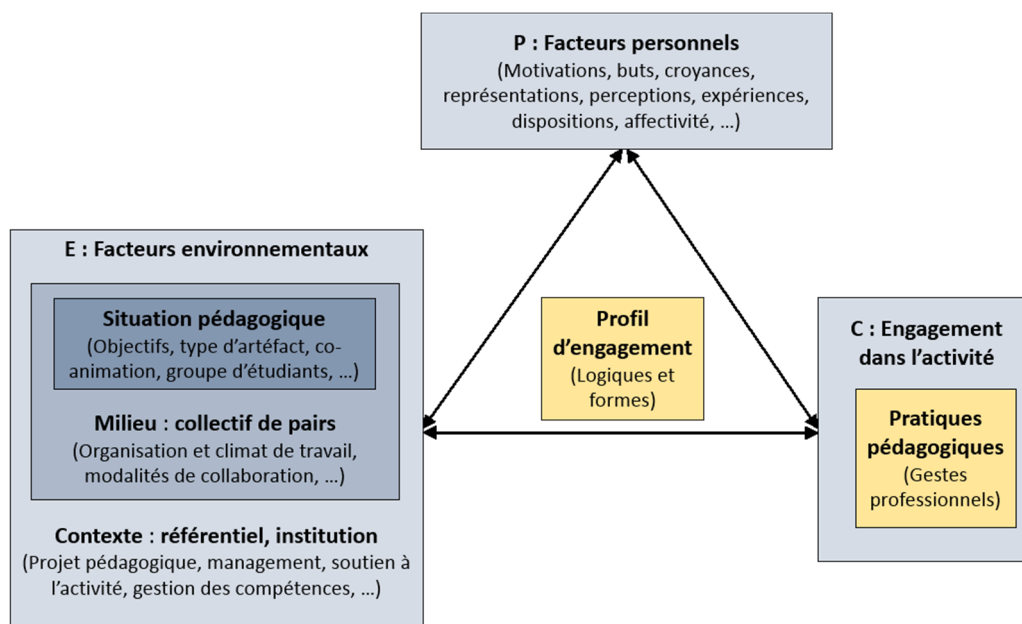 P : Facteurs personnels
(Motivations, buts, croyances,
représentations, perceptions, expériences,
dispositions, affectivité, …)
E : Facteurs environnementaux
Situation pédagogique
(Objectifs, type d’artéfact, co-
animation, groupe d’étudiants, …)
Milieu : collectif de pairs
(Organisation et climat de travail,
modalités de collaboration, …)
Contexte : référentiel, institution
(Projet pédagogique, management, soutien à
l’activité, gestion des compétences, …)
Profil
d’engagement
(Logiques et
formes)
C : Engagement
dans l’activité
Pratiques
pédagogiques
(Gestes
professionnels)